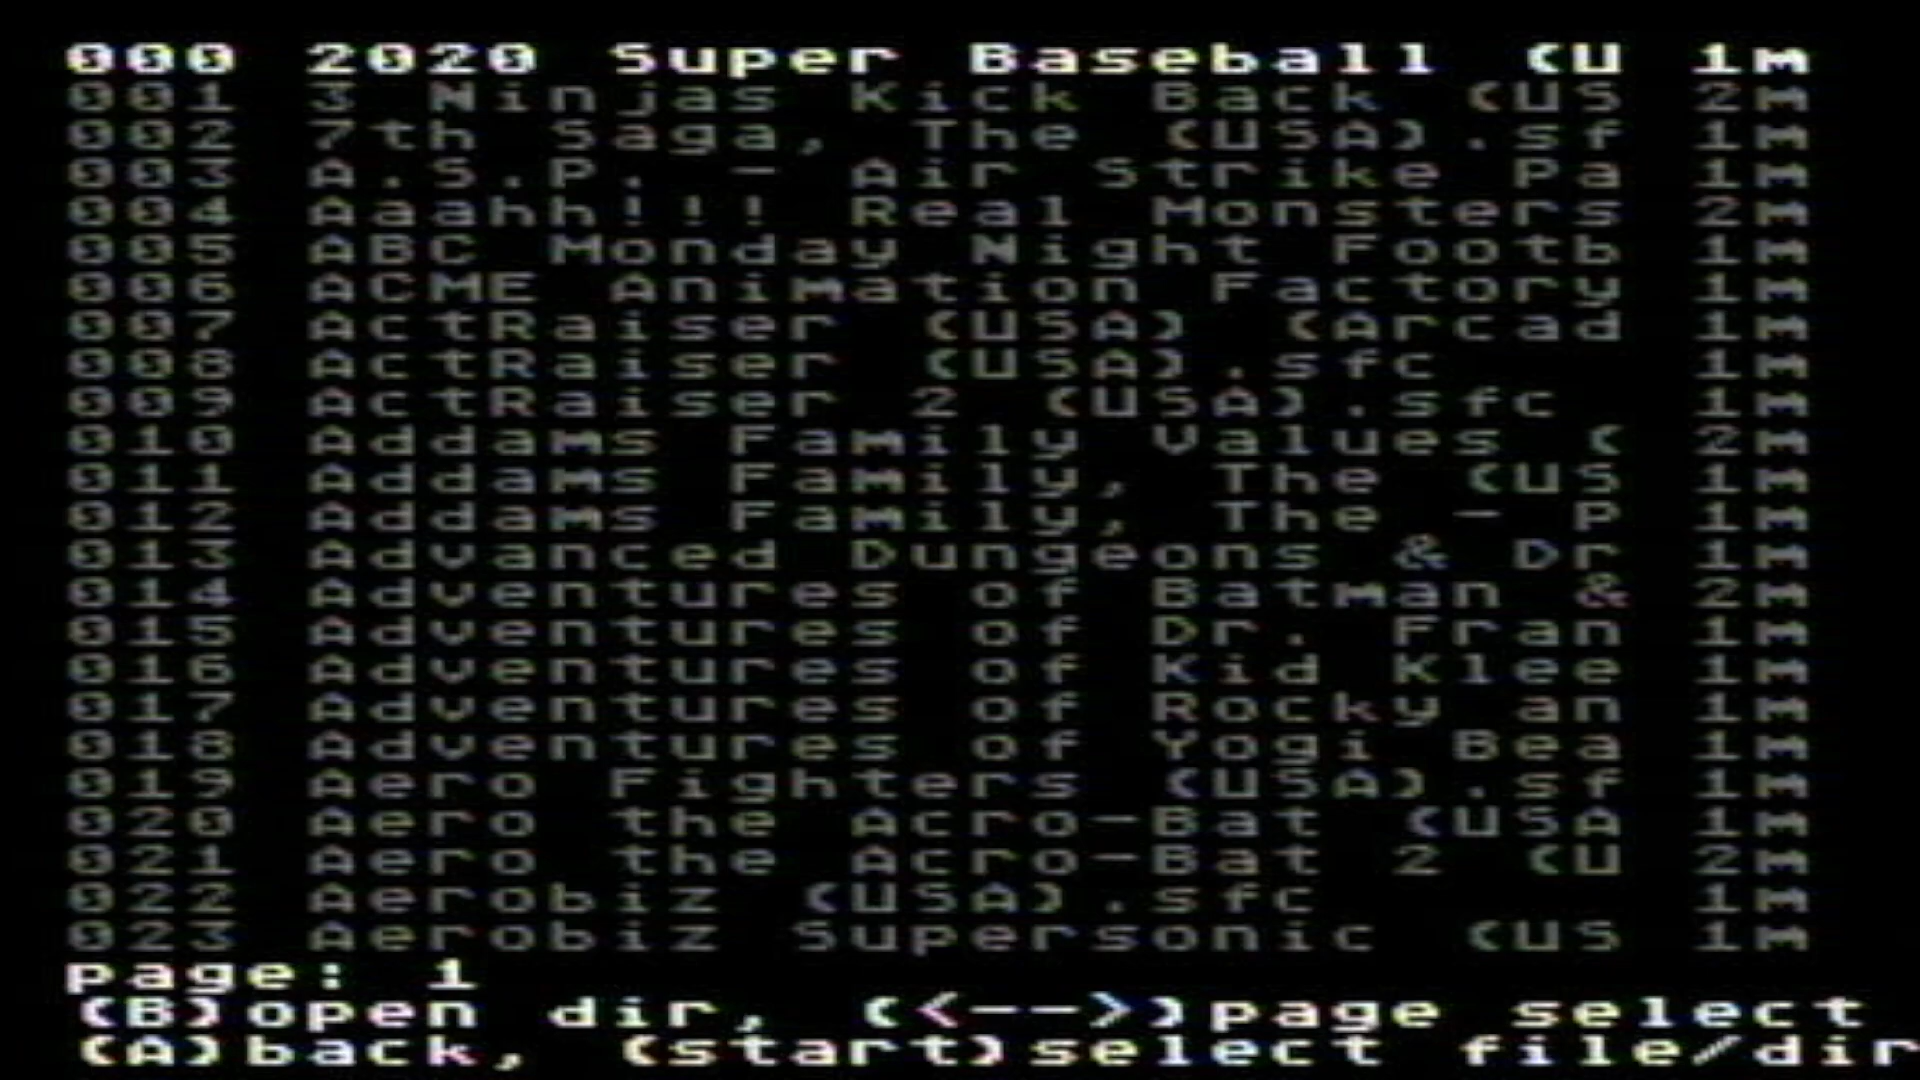 000 2020 Super Baseball (U 1m
001 3 Ninjas Kick Back (US 2m
002 7th Saga, The (USA).sf 1m
003 A.S.P. - Air Strike Pa 1m
004 Aaahh!!! Real Monsters 2m
005 ABC Monday Night Footb 1m
006 ACME Animation Factory 1m
007 ActRaiser (USA) (Arcad 1m
008 ActRaiser (USA).sfc 1m
009 ActRaiser 2 (USA).sfc 1m
010 Addams Family Values ( 2m
011 Addams Family, The (US 1m
012 Addams Family, The - P 1m
013 Advanced Dungeons & Dr 1m
014 Adventures of Batman & 2m
015 Adventures of Dr. Fran 1m
016 Adventures of Kid Klee 1m
017 Adventures of Rocky an 1m
018 Adventures of Yogi Bea 1m
019 Aero Fighters (USA).sf 1m
020 Aero the Acro-Bat (USA 1m
021 Aero the Acro-Bat 2 (U 2m
022 Aerobiz (USA).sfc 1m
023 Aerobiz Supersonic (US 1m
page: 1
(B)open dir, (<-->)page select
(A)back, (start)select file/dir